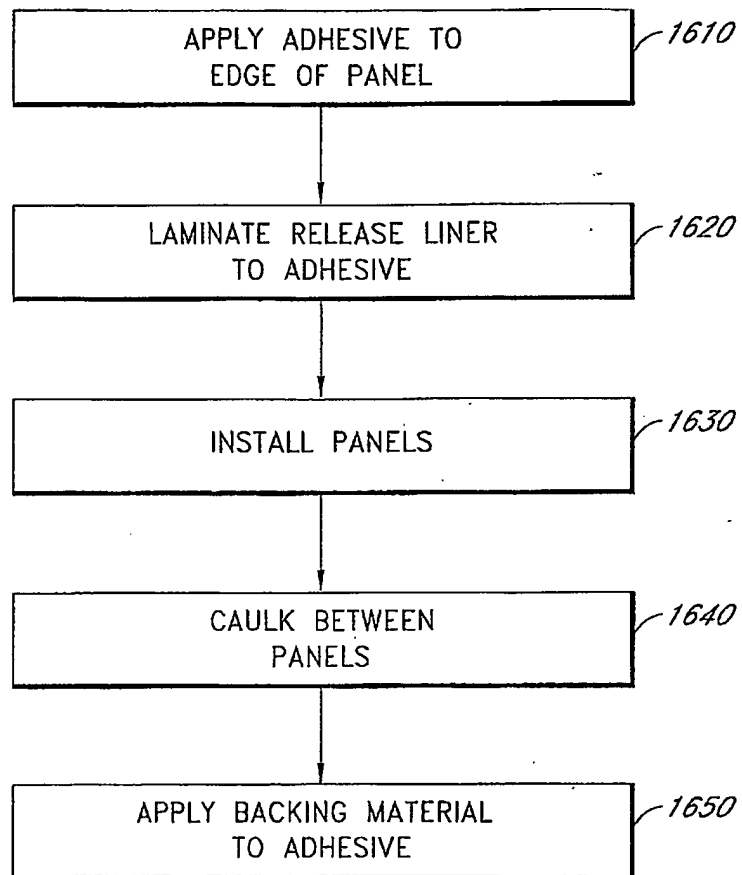 APPLY ADHESIVE TO
EDGE OF PANEL
1610
LAMINATE RELEASE LINER
TO ADHESIVE
1620
INSTALL PANELS
1630
CAULK BETWEEN
PANELS
1640
APPLY BACKING MATERIAL
TO ADHESIVE
1650